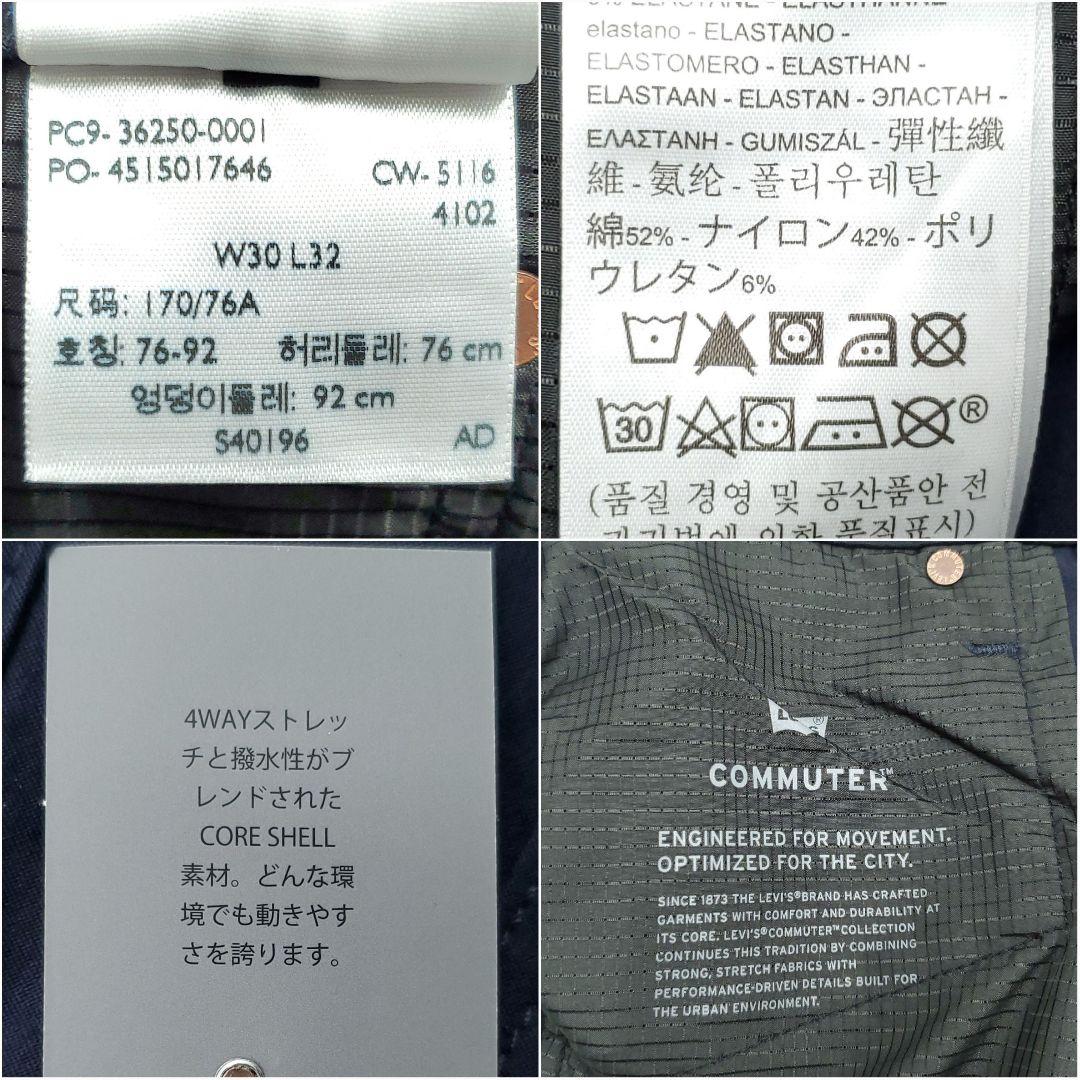 PC9- 36250-0001
PO- 4515017646
CW- 5116
4102
W30 L32
尺码: 170/76A
호칭: 76-92 허리둘레: 76 cm
엉덩이둘레: 92 cm
S40196 AD
elastano - ELASTANO -
ELASTOMERO - ELASTHAN -
ELASTAAN - ELASTAN - ЭЛАСТАН -
ΕΛΑΣΤΑΝΗ - GUMISZÁL - 彈性纖
維 - 氨纶 - 폴리우레탄
綿52% - ナイロン42% - ポリ
ウレタン6%
30 ®
(품질 경영 및 공산품안 전
4WAYストレッ
チと撥水性がブ
レンドされた
CORE SHELL
素材。どんな環
境でも動きやす
さを誇ります。
COMMUTER™
ENGINEERED FOR MOVEMENT.
OPTIMIZED FOR THE CITY.
SINCE 1873 THE LEVI'S®BRAND HAS CRAFTED
GARMENTS WITH COMFORT AND DURABILITY AT
ITS CORE. LEVI'S®COMMUTER™COLLECTION
CONTINUES THIS TRADITION BY COMBINING
STRONG, STRETCH FABRICS WITH
PERFORMANCE-DRIVEN DETAILS BUILT FOR
THE URBAN ENVIRONMENT.